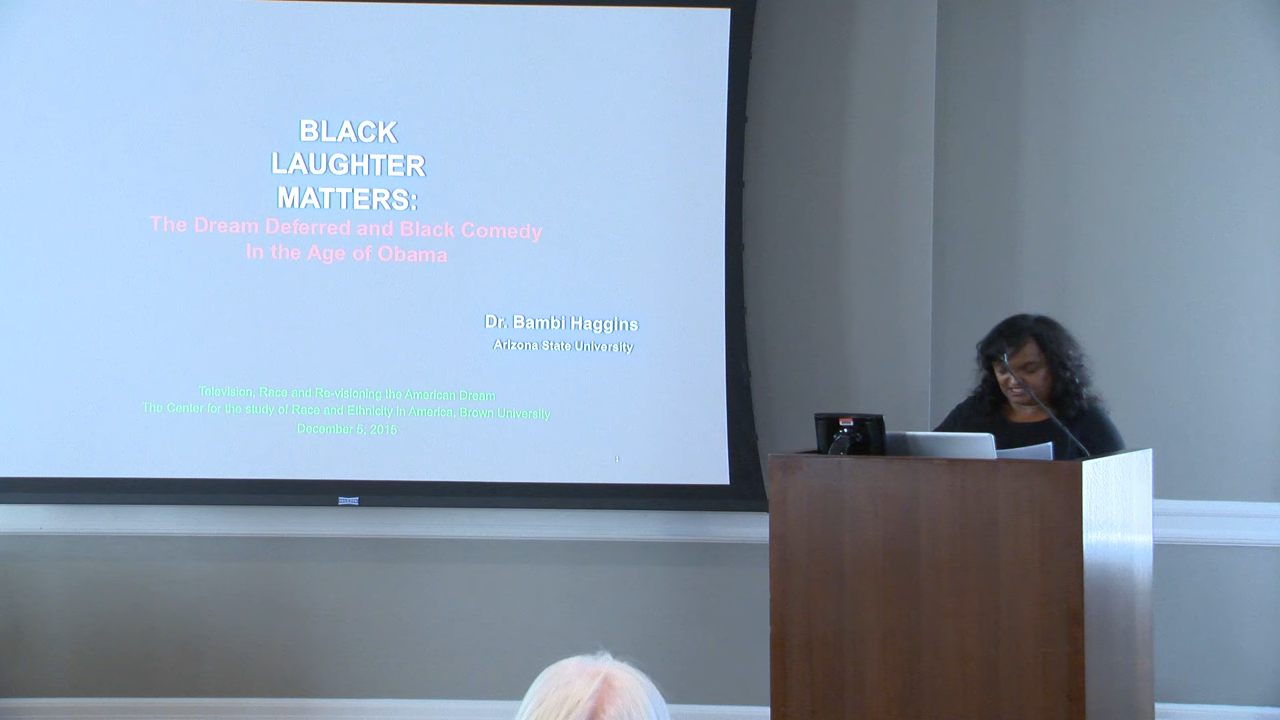 BLACK
LAUGHTER
MATTERS:
The Dream Deferred and Black Comedy
In the Age of Obama
Dr. Bambi Haggins
Arizona State University
Television, Race and Re-visioning the American Dream
The Center for the study of Race and Ethnicity in America, Brown University
December 5, 2015
1